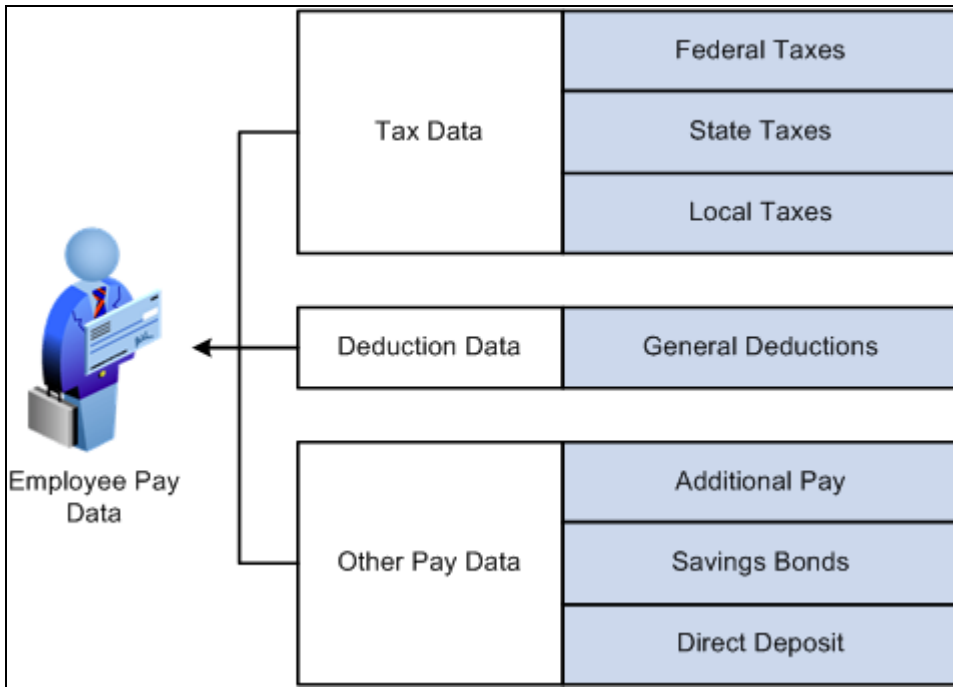 Federal Taxes
Tax Data
State Taxes
Local Taxes
Deduction Data
General Deductions
Employee Pay
Data
Additional Pay
Other Pay Data
Savings Bonds
Direct Deposit